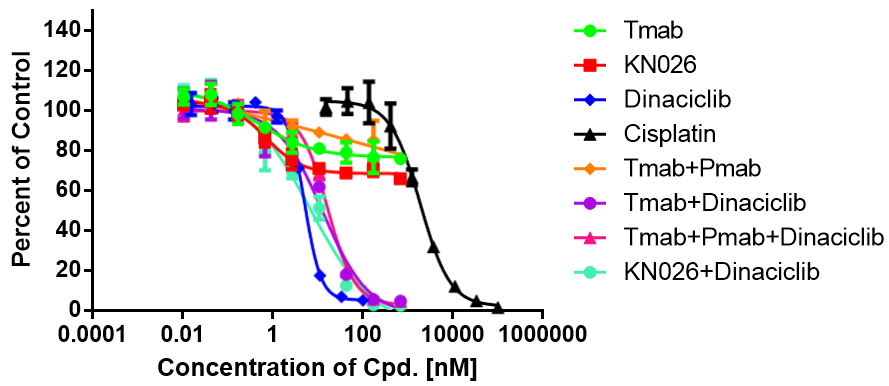 Percent of Control
140
120
100
80
60
40
20
0
0.0001
0.01
1
100
10000
1000000
Concentration of Cpd. [nM]
Tmab
KN026
Dinaciclib
Cisplatin
Tmab+Pmab
Tmab+Dinaciclib
Tmab+Pmab+Dinaciclib
KN026+Dinaciclib